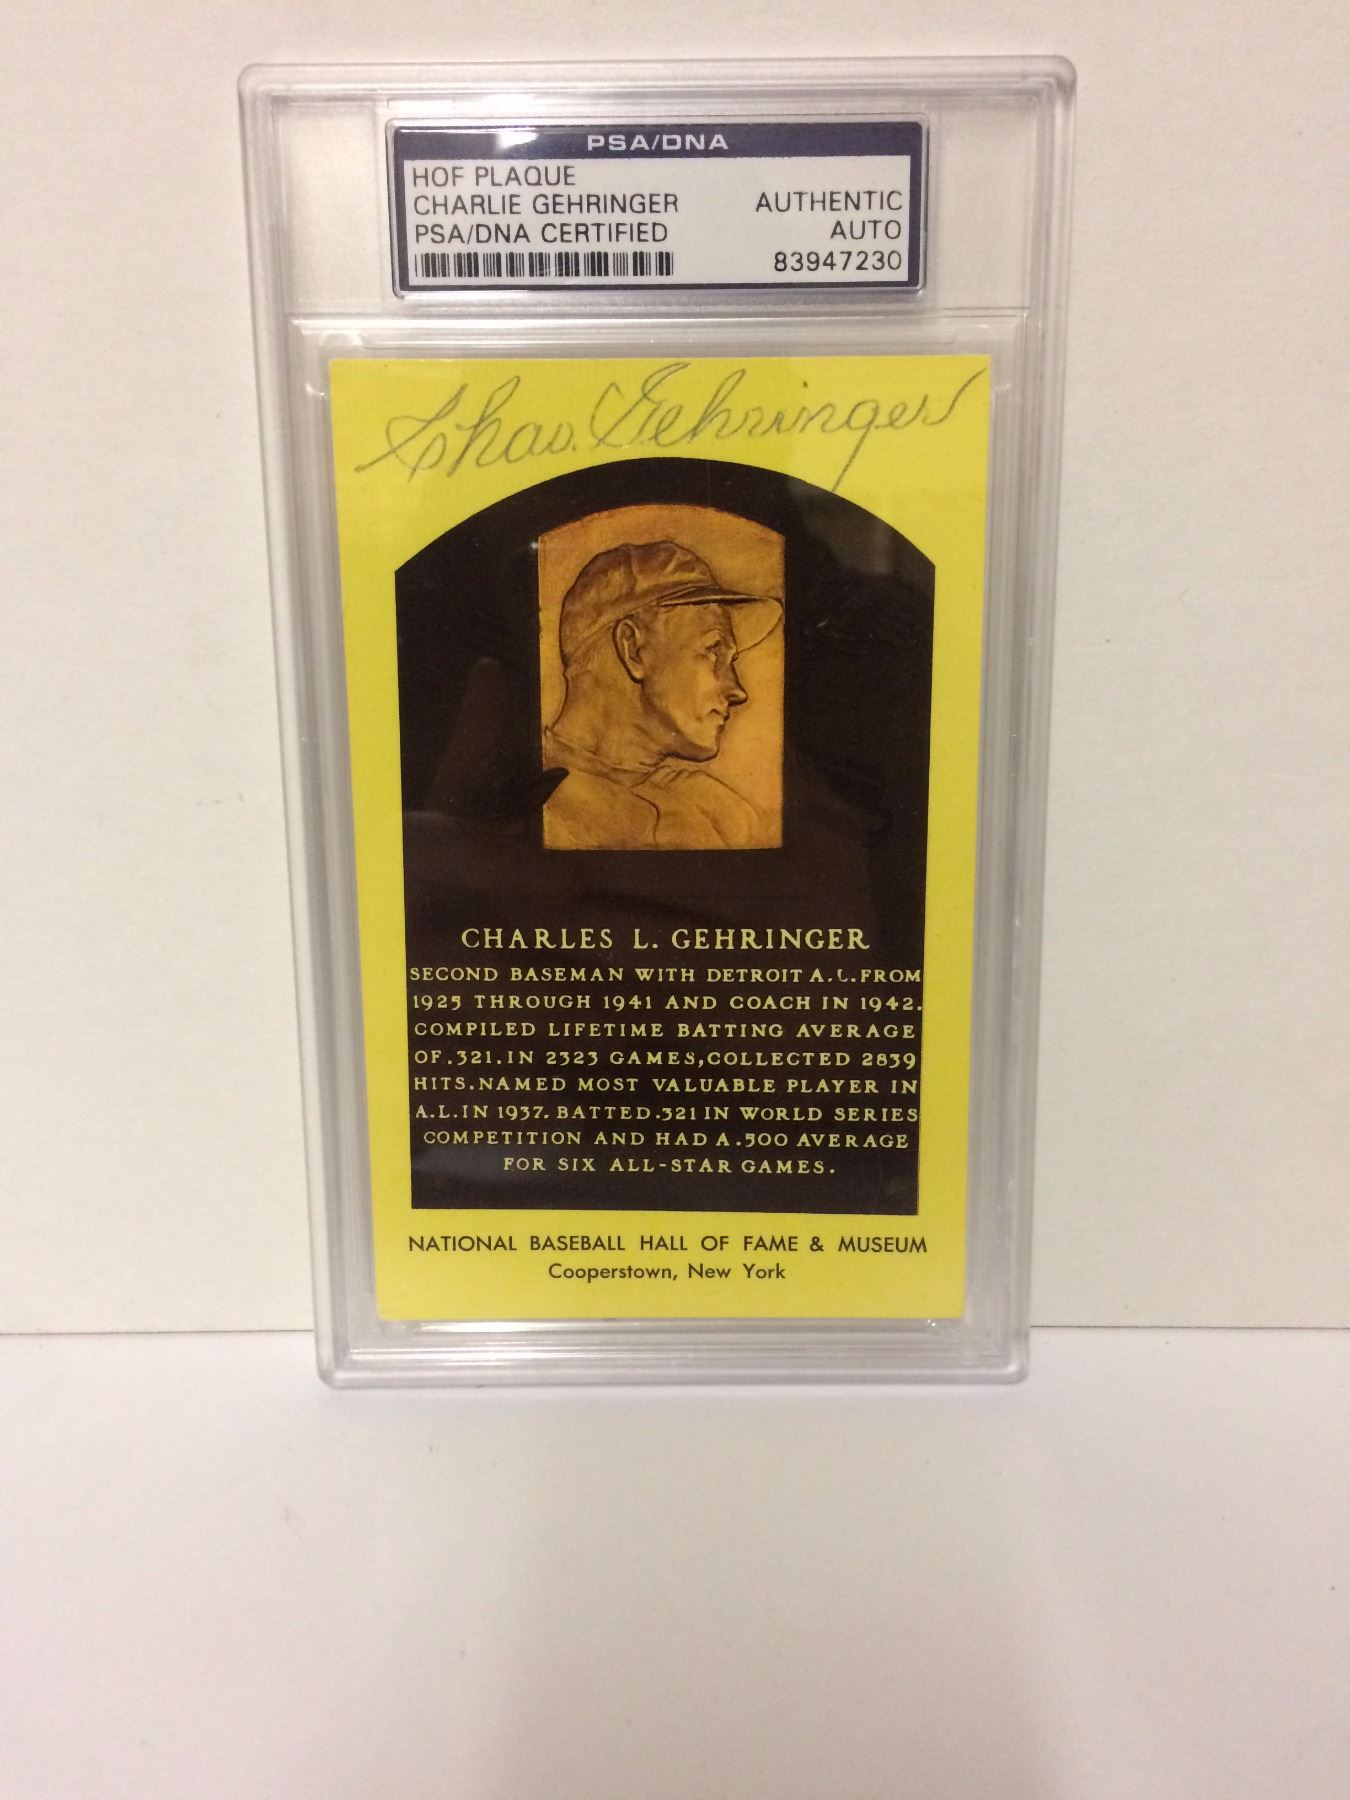 PSA/DNA
HOF PLAQUE
CHARLIE GEHRINGER AUTHENTIC
PSA/DNA CERTIFIED AUTO
83947230
Chas. Gehringer
CHARLES L. GEHRINGER
SECOND BASEMAN WITH DETROIT A.L. FROM
1925 THROUGH 1941 AND COACH IN 1942.
COMPILED LIFETIME BATTING AVERAGE
OF .321. IN 2323 GAMES, COLLECTED 2839
HITS. NAMED MOST VALUABLE PLAYER IN
A.L. IN 1937. BATTED .321 IN WORLD SERIES
COMPETITION AND HAD A .500 AVERAGE
FOR SIX ALL-STAR GAMES.
NATIONAL BASEBALL HALL OF FAME & MUSEUM
Cooperstown, New York